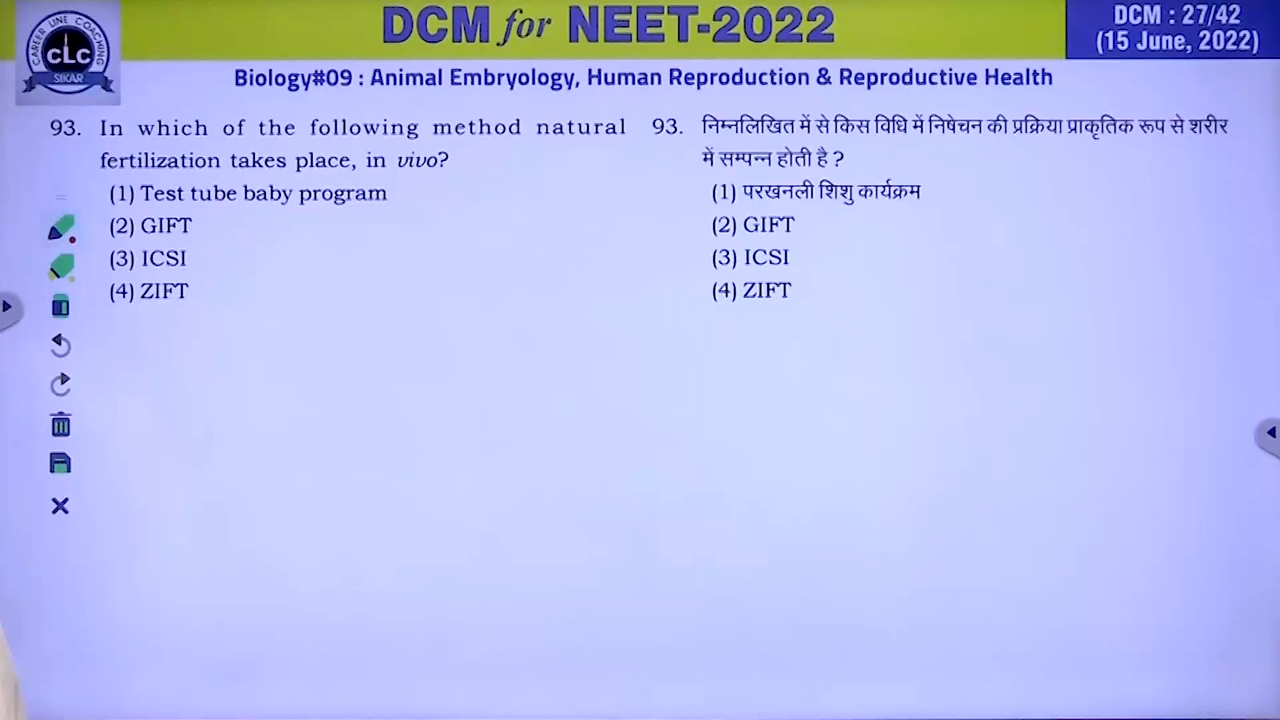 CAREER LINE COACHING
CLC
SIKAR
DCM for NEET-2022
DCM : 27/42
(15 June, 2022)
Biology#09 : Animal Embryology, Human Reproduction & Reproductive Health
93. In which of the following method natural
fertilization takes place, in vivo?
(1) Test tube baby program
(2) GIFT
(3) ICSI
(4) ZIFT
93. निम्नलिखित में से किस विधि में निषेचन की प्रक्रिया प्राकृतिक रूप से शरीर
में सम्पन्न होती है ?
(1) परखनली शिशु कार्यक्रम
(2) GIFT
(3) ICSI
(4) ZIFT